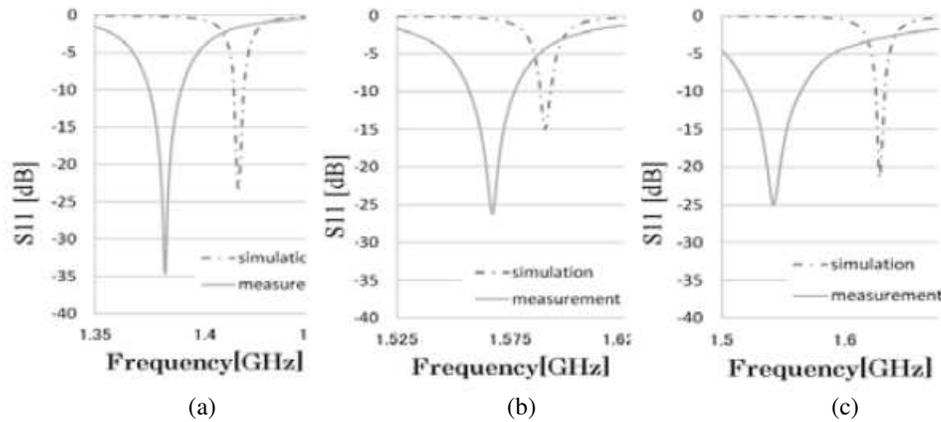 0
-5
-10
-15
-20
-25
-30
-35
-40
S11 [dB]
simulatic
measure
1.35
1.4
1
Frequency[GHz]
(a)
0
-5
-10
-15
-20
-25
-30
-35
-40
S11 [dB]
simulation
measurement
1.525
1.575
1.62
Frequency[GHz]
(b)
0
-5
-10
-15
-20
-25
-30
-35
-40
S11 [dB]
simulation
measurement
1.5
1.6
Frequency[GHz]
(c)